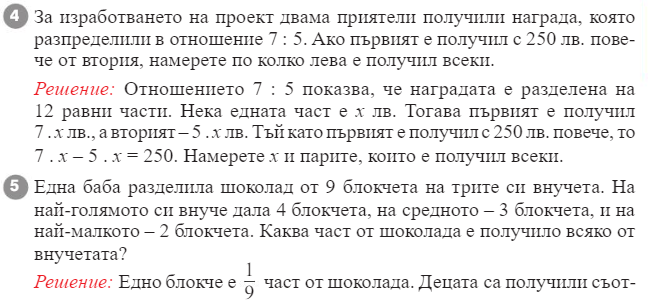 4 За изработването на проект двама приятели получили награда, която
разпределили в отношение 7 : 5. Ако първият е получил с 250 лв. пове-
че от втория, намерете по колко лева е получил всеки.
Решение: Отношението 7 : 5 показва, че наградата е разделена на
12 равни части. Нека едната част е x лв. Тогава първият е получил
7 . x лв., а вторият – 5 . x лв. Тъй като първият е получил с 250 лв. повече, то
7 . x – 5 . x = 250. Намерете x и парите, които е получил всеки.
5 Една баба разделила шоколад от 9 блокчета на трите си внучета. На
най-голямото си внуче дала 4 блокчета, на средното – 3 блокчета, и на
най-малкото – 2 блокчета. Каква част от шоколада е получило всяко от
внучетата?
Решение: Едно блокче е 1/9 част от шоколада. Децата са получили съот-